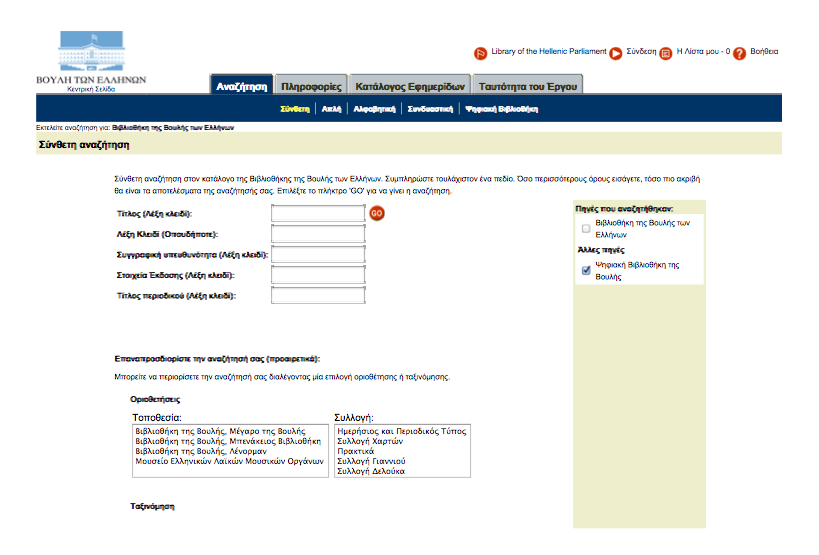 Library of the Hellenic Parliament Σύνδεση Η Λίστα μου - 0 Βοήθεια
ΒΟΥΛΗ ΤΩΝ ΕΛΛΗΝΩΝ
Κεντρική Σελίδα
Αναζήτηση Πληροφορίες Κατάλογος Εφημερίδων Ταυτότητα του Έργου
Σύνθετη Απλή Αλφαβητική Συνδυαστική Ψηφιακή Βιβλιοθήκη
Εκτελείτε αναζήτηση για: Βιβλιοθήκη της Βουλής των Ελλήνων
Σύνθετη αναζήτηση
Σύνθετη αναζήτηση στον κατάλογο της Βιβλιοθήκης της Βουλής των Ελλήνων. Συμπληρώστε τουλάχιστον ένα πεδίο. Όσο περισσότερους όρους εισάγετε, τόσο πιο ακριβή
θα είναι τα αποτελέσματα της αναζήτησής σας. Επιλέξτε το πλήκτρο 'GO' για να γίνει η αναζήτηση.
Τίτλος (Λέξη κλειδί): GO
Λέξη Κλειδί (Οπουδήποτε):
Συγγραφική υπευθυνότητα (Λέξη κλειδί):
Στοιχεία Έκδοσης (Λέξη κλειδί):
Τίτλος περιοδικού (Λέξη κλειδί):
Πηγές που αναζητήθηκαν:
Βιβλιοθήκη της Βουλής των
Ελλήνων
Άλλες πηγές
Ψηφιακή Βιβλιοθήκη της
Βουλής
Επαναπροσδιορίστε την αναζήτησή σας (προαιρετικά):
Μπορείτε να περιορίσετε την αναζήτησή σας διαλέγοντας μία επιλογή οριοθέτησης ή ταξινόμησης.
Οριοθετήσεις
Τοποθεσία:
Βιβλιοθήκη της Βουλής, Μέγαρο της Βουλής
Βιβλιοθήκη της Βουλής, Μπενάκειος Βιβλιοθήκη
Βιβλιοθήκη της Βουλής, Λένορμαν
Μουσείο Ελληνικών Λαϊκών Μουσικών Οργάνων
Συλλογή:
Ημερήσιος και Περιοδικός Τύπος
Συλλογή Χαρτών
Πρακτικά
Συλλογή Γιαννιού
Συλλογή Δελούκα
Ταξινόμηση